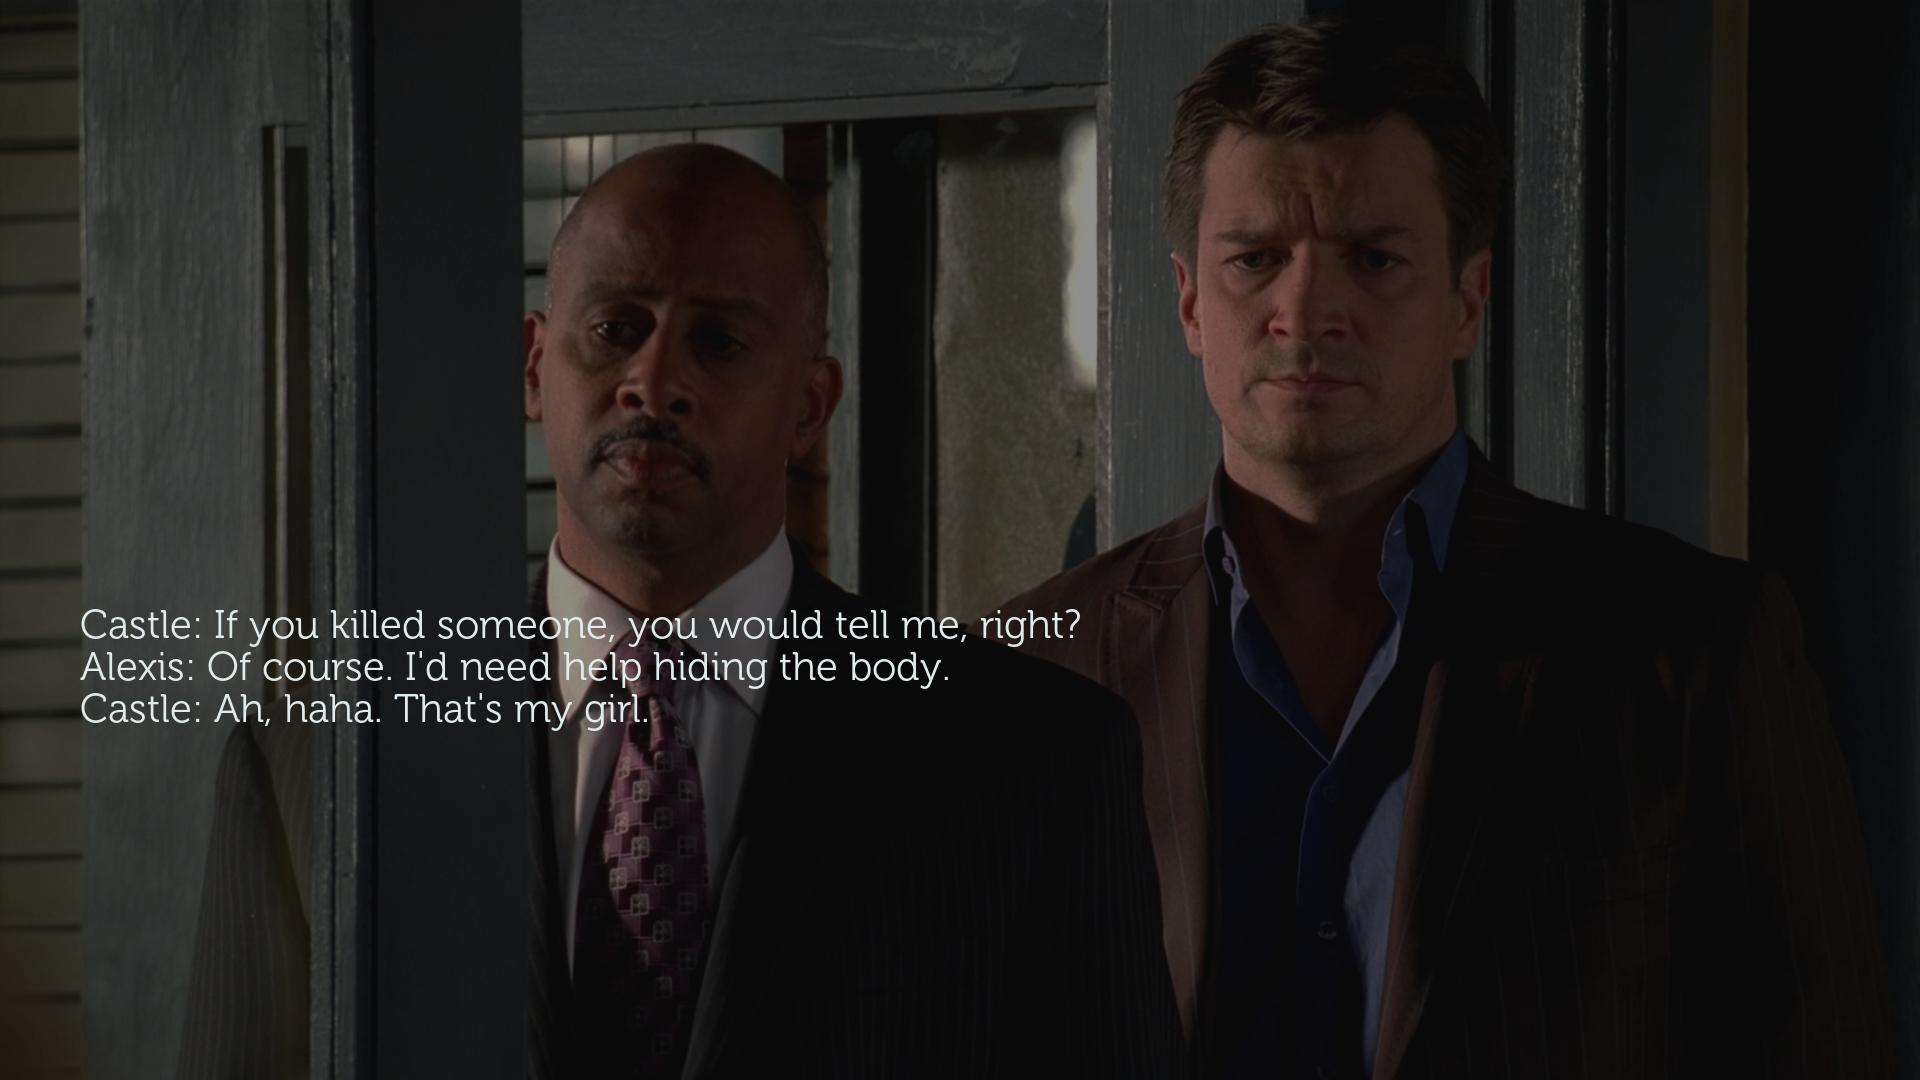 Castle: If you killed someone, you would tell me, right?
Alexis: Of course. I'd need help hiding the body.
Castle: Ah, haha. That's my girl.